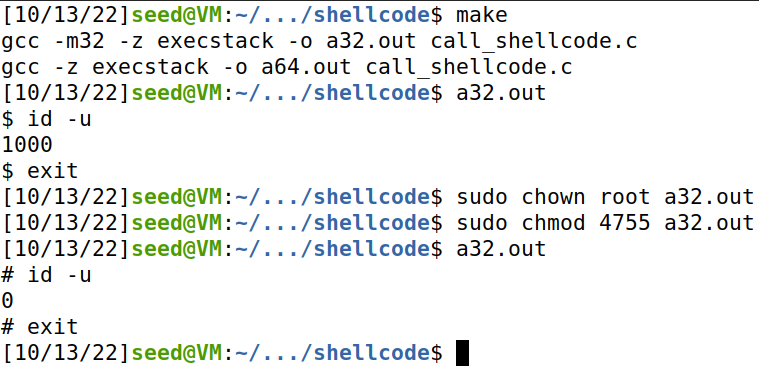 [10/13/22]seed@VM:~/.../shellcode$ make
gcc -m32 -z execstack -o a32.out call_shellcode.c
gcc -z execstack -o a64.out call_shellcode.c
[10/13/22]seed@VM:~/.../shellcode$ a32.out
$ id -u
1000
$ exit
[10/13/22]seed@VM:~/.../shellcode$ sudo chown root a32.out
[10/13/22]seed@VM:~/.../shellcode$ sudo chmod 4755 a32.out
[10/13/22]seed@VM:~/.../shellcode$ a32.out
# id -u
0
# exit
[10/13/22]seed@VM:~/.../shellcode$